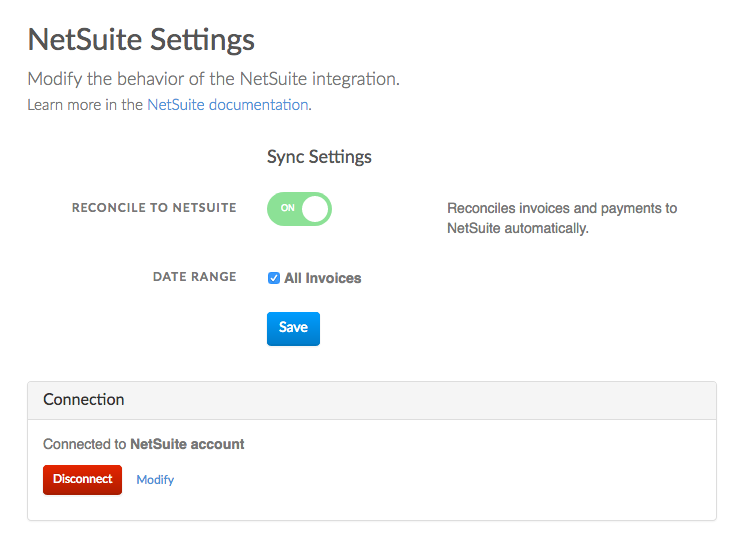 NetSuite Settings
Modify the behavior of the NetSuite integration.
Learn more in the NetSuite documentation.
Sync Settings
RECONCILE TO NETSUITE
ON
Reconciles invoices and payments to
NetSuite automatically.
DATE RANGE
All Invoices
Save
Connection
Connected to NetSuite account
Disconnect
Modify